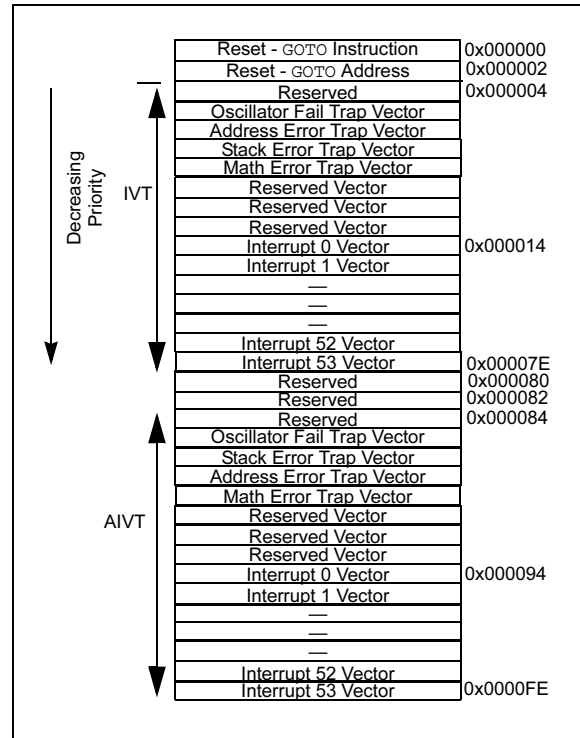 Reset - GOTO Instruction 0x000000
Reset - GOTO Address 0x000002
Reserved 0x000004
Oscillator Fail Trap Vector
Address Error Trap Vector
Stack Error Trap Vector
Math Error Trap Vector
Reserved Vector
Reserved Vector
Reserved Vector
Interrupt 0 Vector 0x000014
Interrupt 1 Vector
—
—
—
Interrupt 52 Vector
Interrupt 53 Vector 0x00007E
Reserved 0x000080
Reserved 0x000082
Reserved 0x000084
Oscillator Fail Trap Vector
Stack Error Trap Vector
Address Error Trap Vector
Math Error Trap Vector
Reserved Vector
Reserved Vector
Reserved Vector
Interrupt 0 Vector 0x000094
Interrupt 1 Vector
—
—
—
Interrupt 52 Vector
Interrupt 53 Vector 0x0000FE
Decreasing
Priority
IVT
AIVT